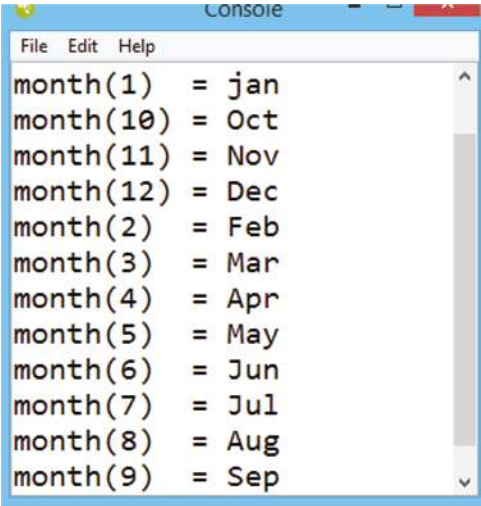 Console
File Edit Help
month(1)  = jan
month(10) = Oct
month(11) = Nov
month(12) = Dec
month(2)  = Feb
month(3)  = Mar
month(4)  = Apr
month(5)  = May
month(6)  = Jun
month(7)  = Jul
month(8)  = Aug
month(9)  = Sep